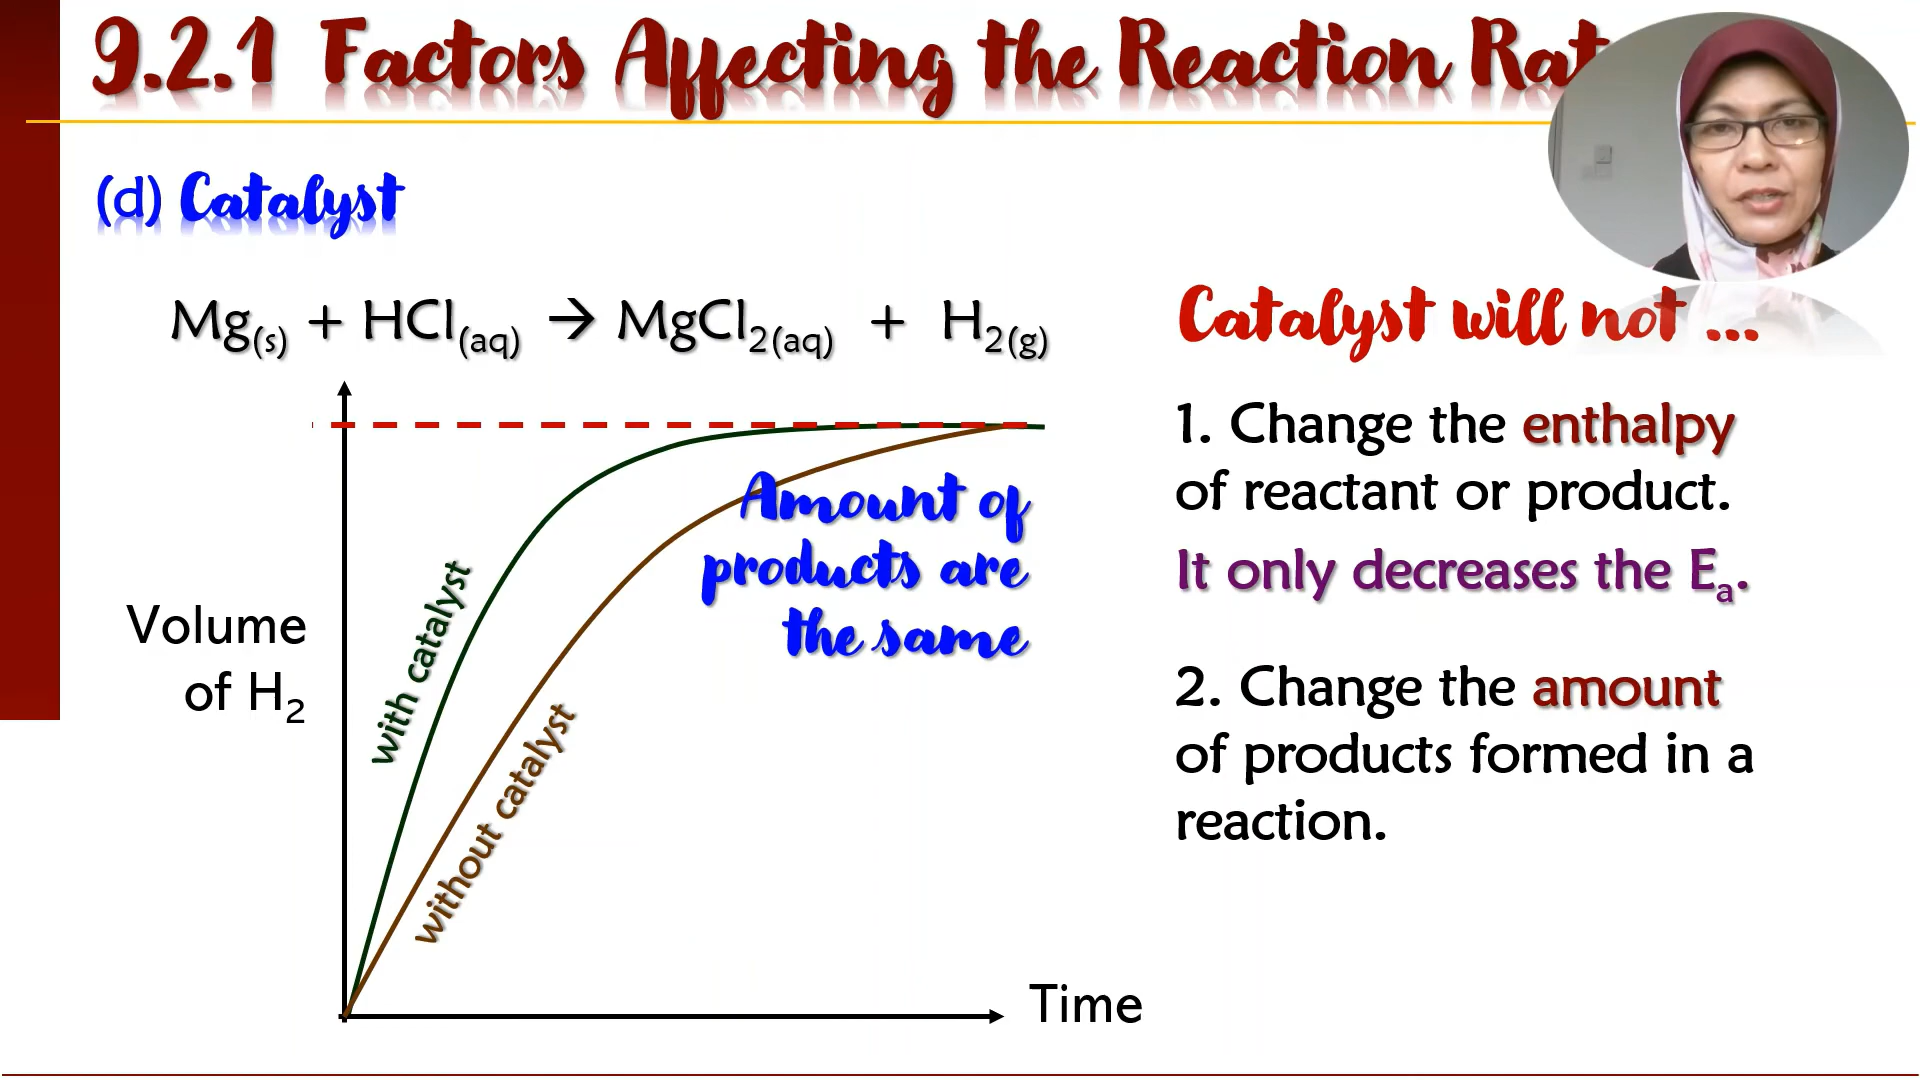 9.2.1 Factors Affecting the Reaction Rat
(d) Catalyst
Mg(s) + HCl(aq) → MgCl2(aq) + H2(g)
Catalyst will not ...
1. Change the enthalpy
of reactant or product.
It only decreases the Ea.
2. Change the amount
of products formed in a
reaction.
Amount of
products are
the same
with catalyst
without catalyst
Volume
of H2
Time